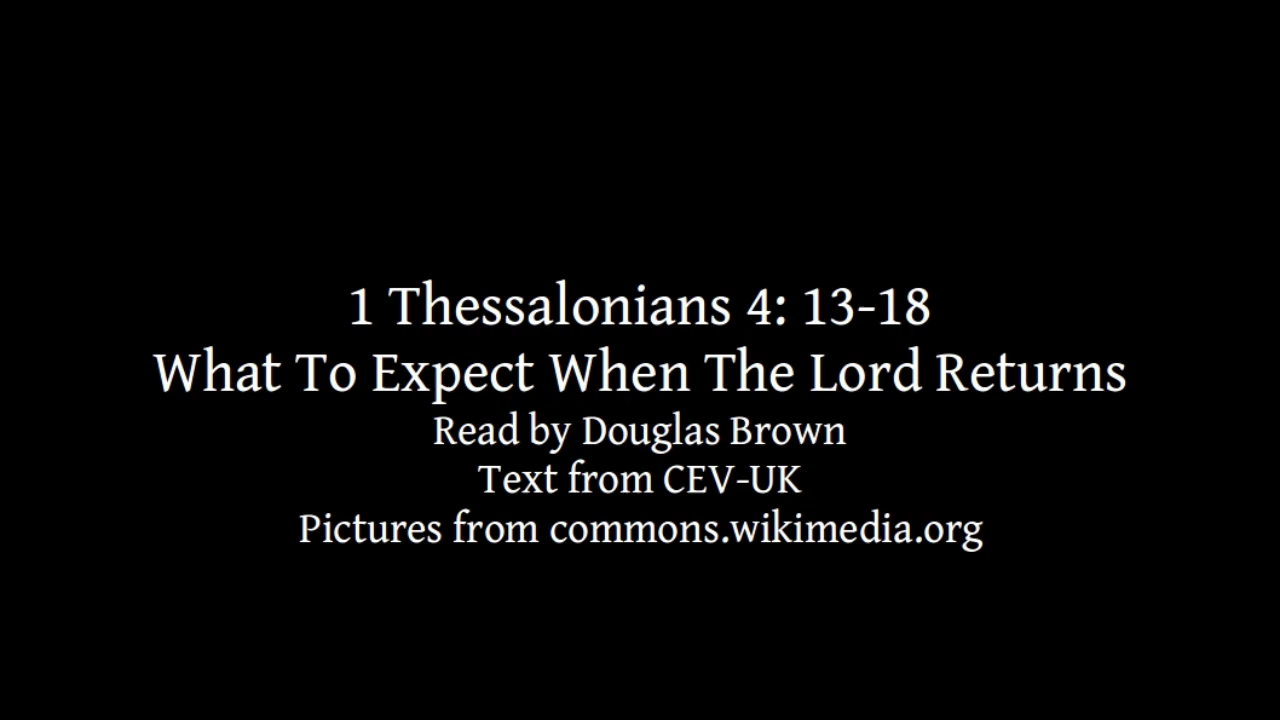 1 Thessalonians 4: 13-18
What To Expect When The Lord Returns
Read by Douglas Brown
Text from CEV-UK
Pictures from commons.wikimedia.org